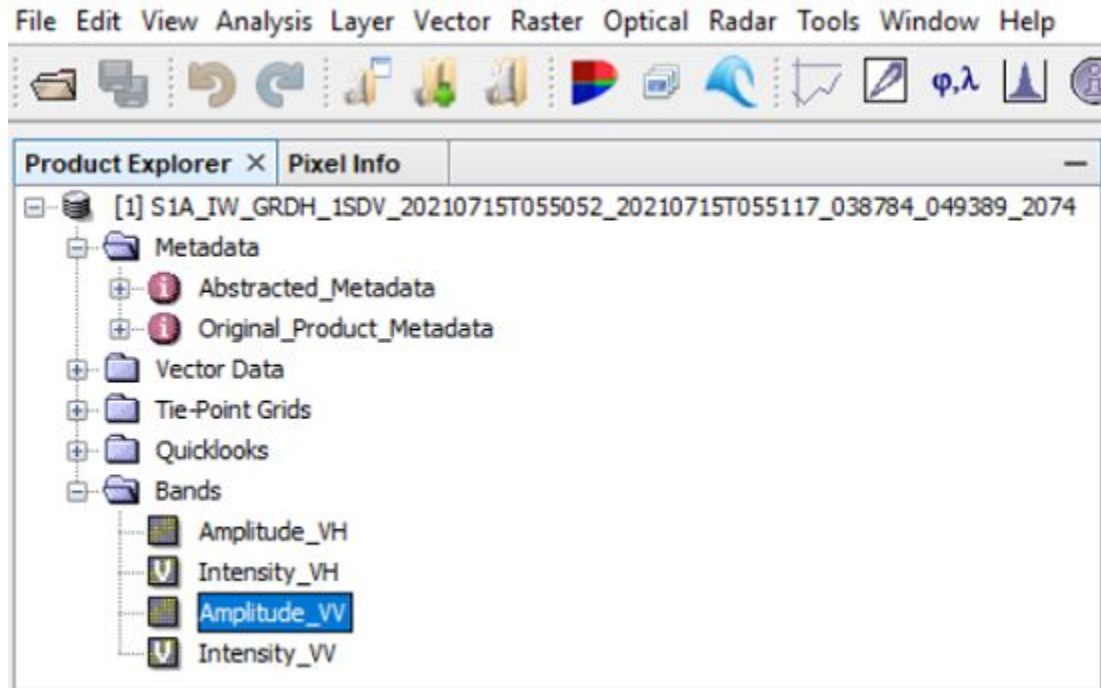 File Edit View Analysis Layer Vector Raster Optical Radar Tools Window Help
φ,λ
Product Explorer × Pixel Info
[1] S1A_IW_GRDH_1SDV_20210715T055052_20210715T055117_038784_049389_2074
Metadata
Abstracted_Metadata
Original_Product_Metadata
Vector Data
Tie-Point Grids
Quicklooks
Bands
Amplitude_VH
Intensity_VH
Amplitude_VV
Intensity_VV